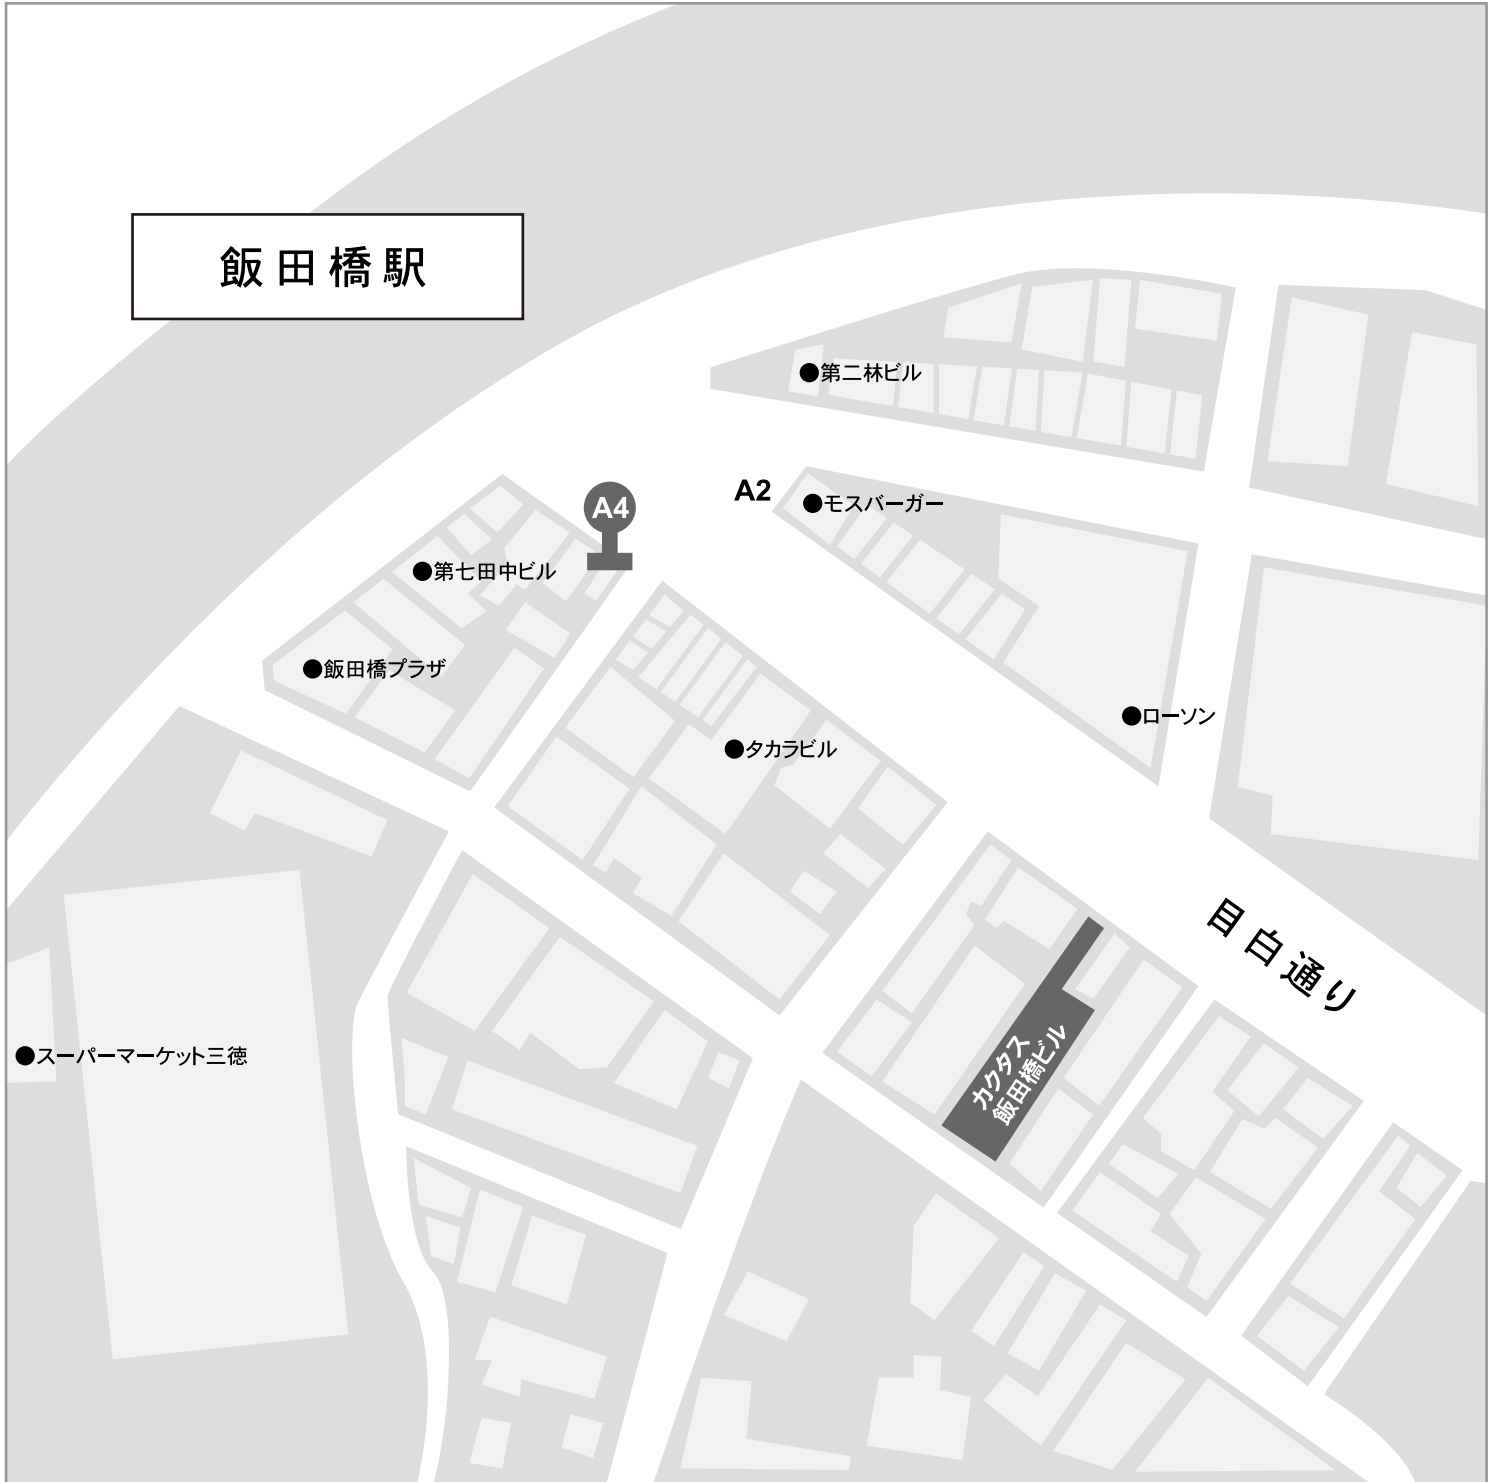 飯田橋駅
第二林ビル
A2
モスバーガー
A4
第七田中ビル
飯田橋プラザ
ローソン
タカラビル
目白通り
カクタス
飯田橋ビル
スーパーマーケット三徳